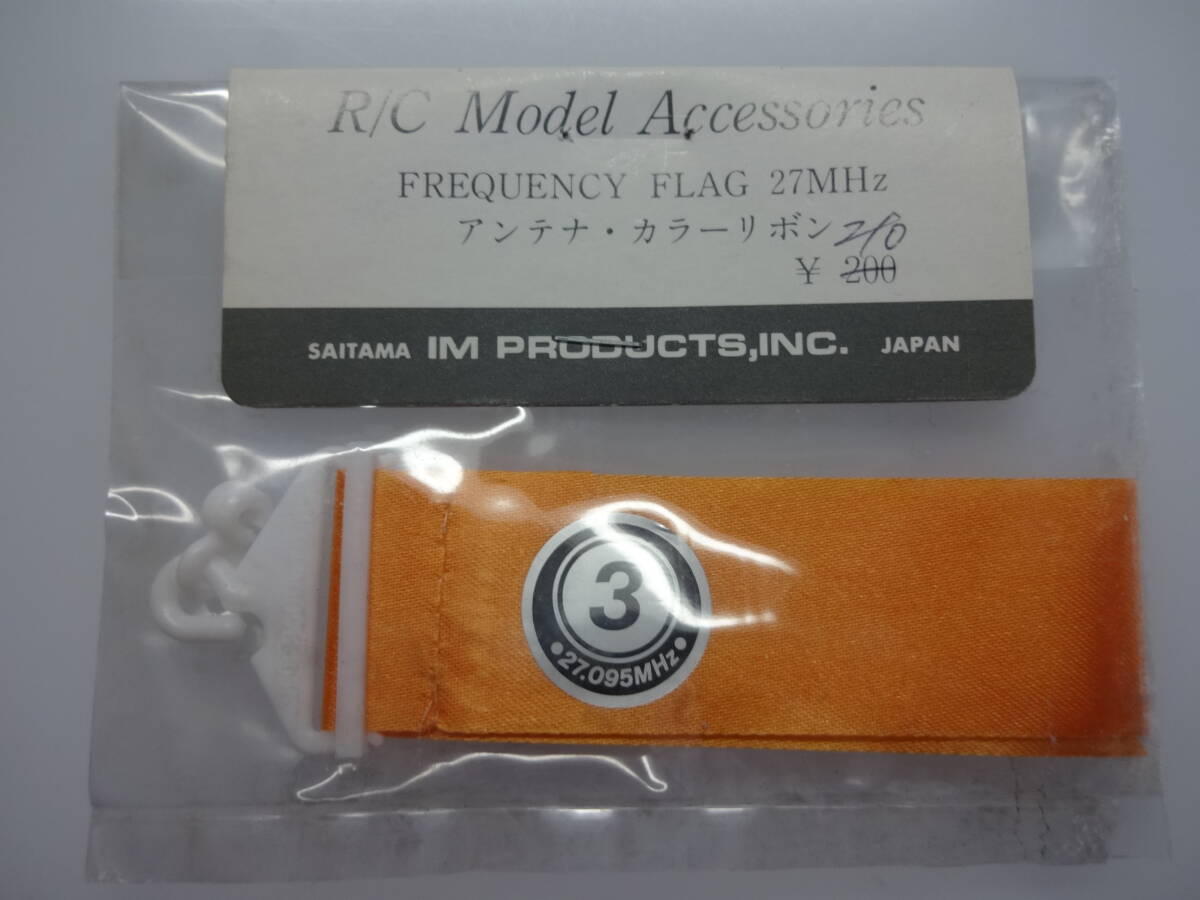 R/C Model Accessories
FREQUENCY FLAG 27MHz
アンテナ・カラーリボン
210
¥ 200
SAITAMA IM PRODUCTS,INC. JAPAN
3
•27.095MHz•